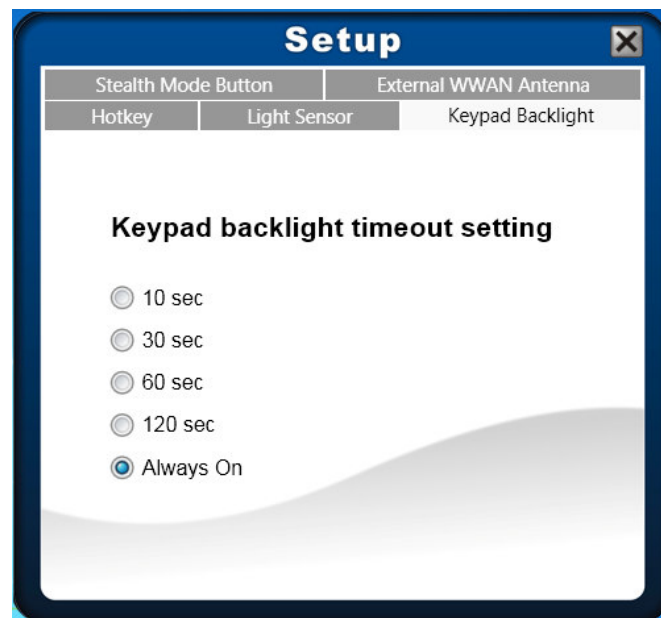 Setup
Stealth Mode Button External WWAN Antenna
Hotkey Light Sensor Keypad Backlight
Keypad backlight timeout setting
10 sec
30 sec
60 sec
120 sec
Always On